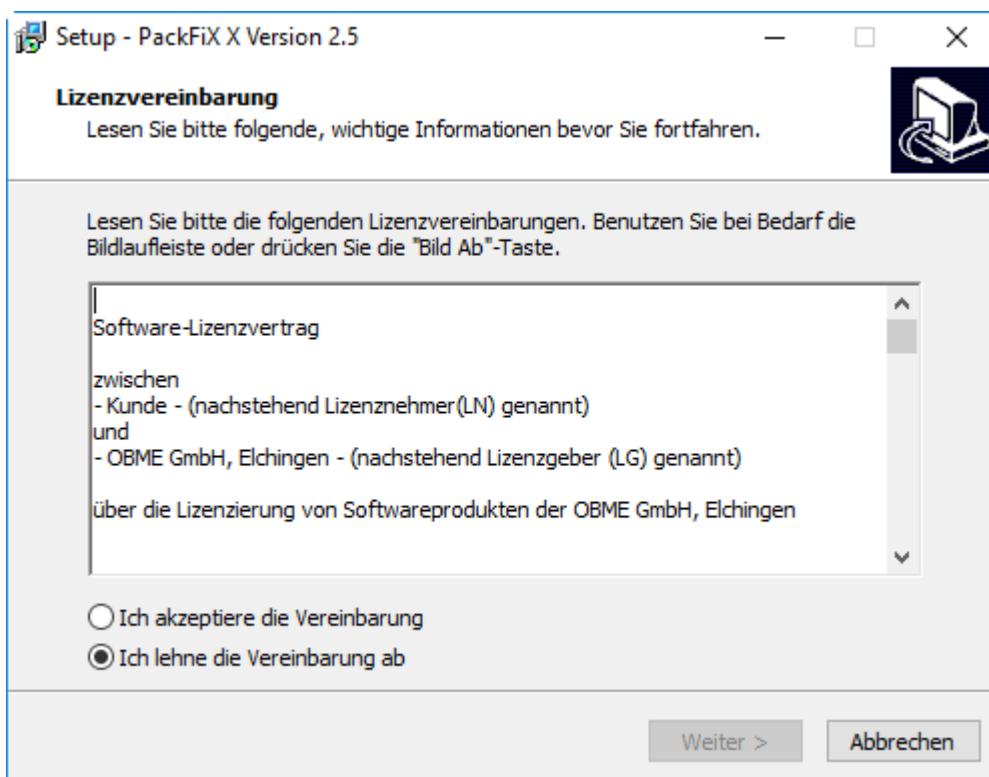 Setup - PackFiX X Version 2.5
Lizenzvereinbarung
Lesen Sie bitte folgende, wichtige Informationen bevor Sie fortfahren.
Lesen Sie bitte die folgenden Lizenzvereinbarungen. Benutzen Sie bei Bedarf die
Bildlaufleiste oder drücken Sie die "Bild Ab"-Taste.
Software-Lizenzvertrag
zwischen
- Kunde - (nachstehend Lizenznehmer(LN) genannt)
und
- OBME GmbH, Elchingen - (nachstehend Lizenzgeber (LG) genannt)
über die Lizenzierung von Softwareprodukten der OBME GmbH, Elchingen
Ich akzeptiere die Vereinbarung
Ich lehne die Vereinbarung ab
Weiter >
Abbrechen